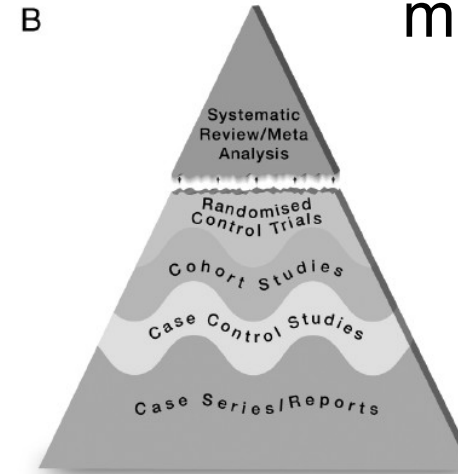 B
m
Systematic
Review/Meta
Analysis
Randomised
Control Trials
Cohort Studies
Case Control Studies
Case Series/Reports